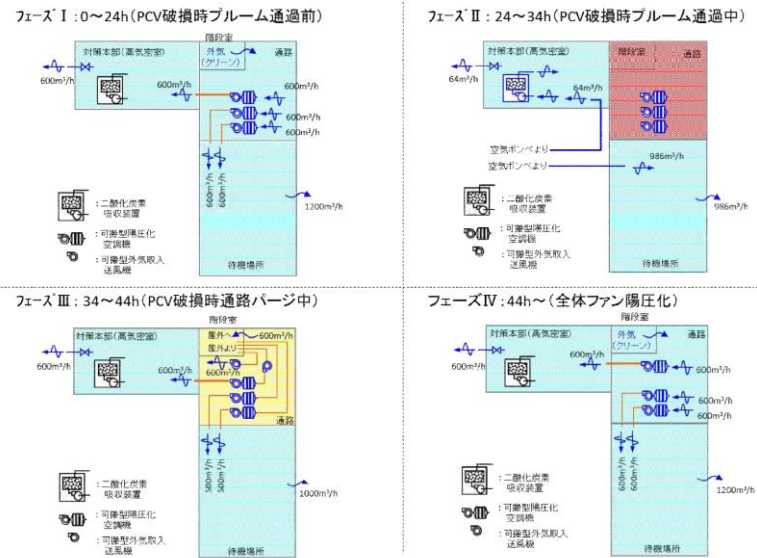 フェーズⅠ:0～24h(PCV破損時プルーム通過前)
階段室
対策本部(高気密室)
外気
(クリーン)
通路
600m³/h
600m³/h
600m³/h
600m³/h
600m³/h
600m³/h
600m³/h
1200m³/h
:二酸化炭素
吸収装置
:可搬型陽圧化
空調機
:可搬型外気取入
送風機
待機場所
フェーズⅡ:24～34h(PCV破損時プルーム通過中)
対策本部(高気密室)
階段室
通路
64m³/h
64m³/h
空気ボンベより
空気ボンベより
986m³/h
986m³/h
:二酸化炭素
吸収装置
:可搬型陽圧化
空調機
:可搬型外気取入
送風機
待機場所
フェーズⅢ:34～44h(PCV破損時通路パージ中)
階段室
対策本部(高気密室)
屋外へ
600m³/h
屋外より
600m³/h
600m³/h
600m³/h
通路
500m³/h
500m³/h
1000m³/h
:二酸化炭素
吸収装置
:可搬型陽圧化
空調機
:可搬型外気取入
送風機
待機場所
フェーズⅣ:44h～(全体ファン陽圧化)
階段室
対策本部(高気密室)
外気
(クリーン)
通路
600m³/h
600m³/h
600m³/h
600m³/h
600m³/h
600m³/h
600m³/h
1200m³/h
:二酸化炭素
吸収装置
:可搬型陽圧化
空調機
:可搬型外気取入
送風機
待機場所